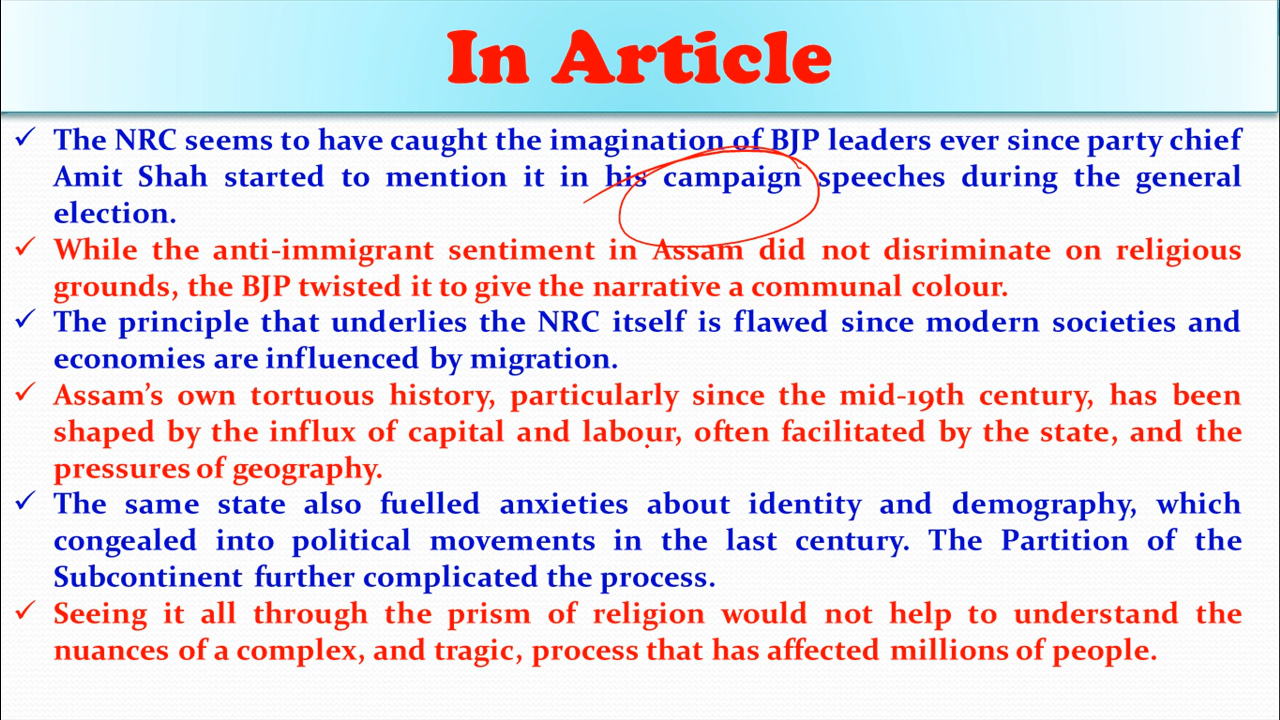 In Article
✓ The NRC seems to have caught the imagination of BJP leaders ever since party chief
Amit Shah started to mention it in his campaign speeches during the general
election.
✓ While the anti-immigrant sentiment in Assam did not disriminate on religious
grounds, the BJP twisted it to give the narrative a communal colour.
✓ The principle that underlies the NRC itself is flawed since modern societies and
economies are influenced by migration.
✓ Assam's own tortuous history, particularly since the mid-19th century, has been
shaped by the influx of capital and labour, often facilitated by the state, and the
pressures of geography.
✓ The same state also fuelled anxieties about identity and demography, which
congealed into political movements in the last century. The Partition of the
Subcontinent further complicated the process.
✓ Seeing it all through the prism of religion would not help to understand the
nuances of a complex, and tragic, process that has affected millions of people.